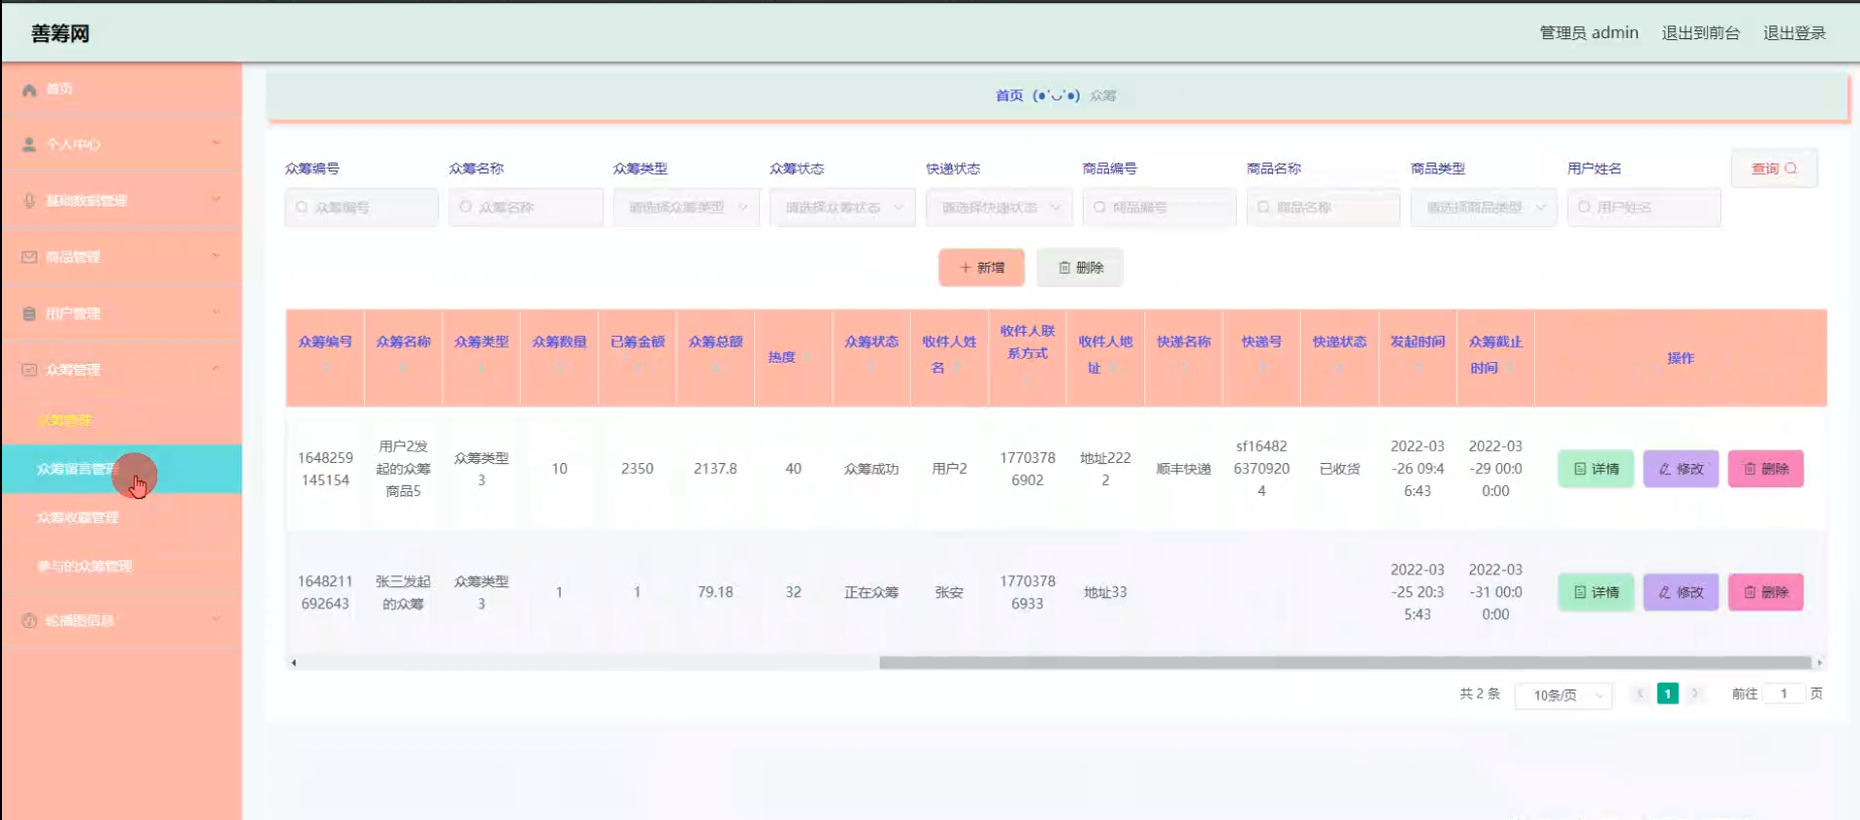 善筹网
管理员 admin 退出到前台 退出登录
首页
个人中心
基础数据管理
商品管理
用户管理
众筹管理
众筹管理
众筹留言管理
众筹收藏管理
参与的众筹管理
轮播图信息
首页 (●'◡'●) 众筹
众筹编号 众筹名称 众筹类型 众筹状态 快递状态 商品编号 商品名称 商品类型 用户姓名 查询
众筹编号 众筹名称 请选择众筹类型 请选择众筹状态 请选择快递状态 商品编号 商品名称 请选择商品类型 用户姓名
新增 删除
众筹编号 众筹名称 众筹类型 众筹数量 已筹金额 众筹总额 热度 众筹状态 收件人姓名 收件人联系方式 收件人地址 快递名称 快递号 快递状态 发起时间 众筹截止时间 操作
1648259145154 用户2发起的众筹商品5 众筹类型3 10 2350 2137.8 40 众筹成功 用户2 17703786902 地址2222 顺丰快递 sf1648263709204 已收货 2022-03-26 09:46:43 2022-03-29 00:00:00 详情 修改 删除
1648211692643 张三发起的众筹 众筹类型3 1 1 79.18 32 正在众筹 张安 17703786933 地址33 2022-03-25 20:35:43 2022-03-31 00:00:00 详情 修改 删除
共 2 条 10条/页 1 前往 1 页